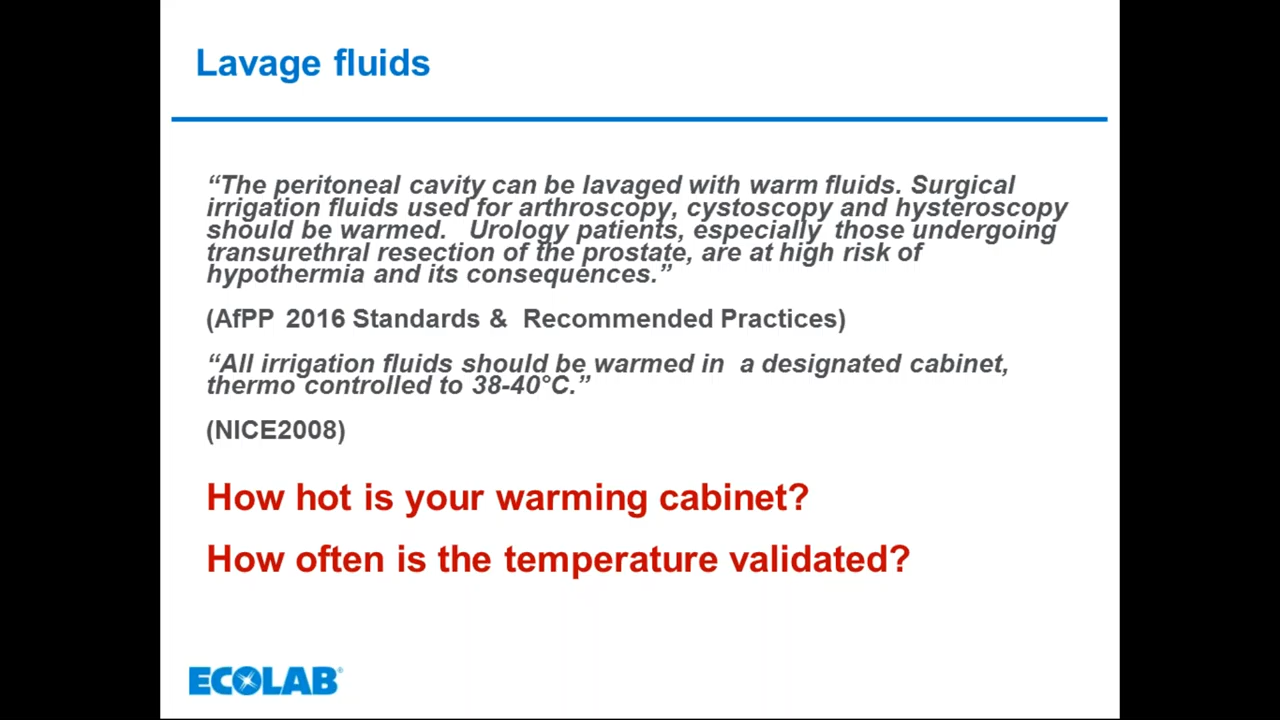 Lavage fluids
“The peritoneal cavity can be lavaged with warm fluids. Surgical
irrigation fluids used for arthroscopy, cystoscopy and hysteroscopy
should be warmed. Urology patients, especially those undergoing
transurethral resection of the prostate, are at high risk of
hypothermia and its consequences.”
(AfPP 2016 Standards & Recommended Practices)
“All irrigation fluids should be warmed in a designated cabinet,
thermo controlled to 38-40°C.”
(NICE2008)
How hot is your warming cabinet?
How often is the temperature validated?
ECOLAB®